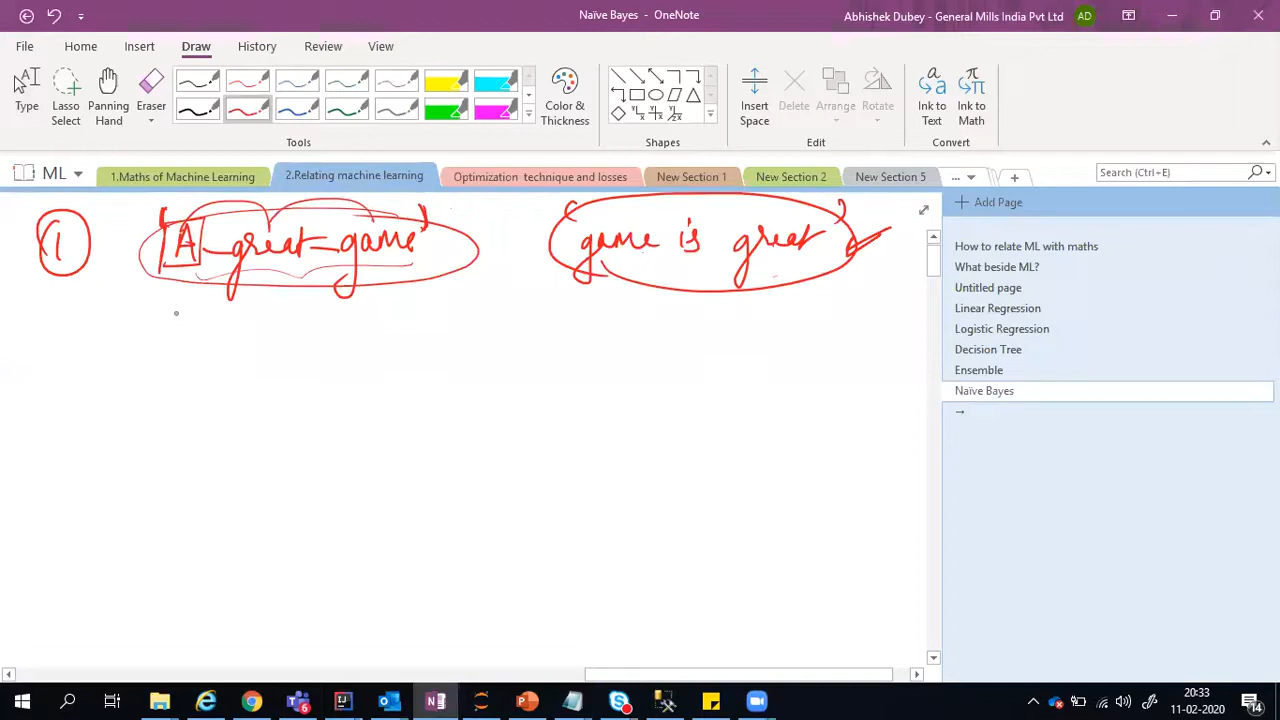 Naïve Bayes - OneNote
Abhishek Dubey - General Mills India Pvt Ltd
AD
File Home Insert Draw History Review View
Type
Lasso Select
Panning Hand
Eraser
Color & Thickness
Insert Space
Delete
Arrange
Rotate
Ink to Text
Ink to Math
Tools
Shapes
Edit
Convert
ML
1.Maths of Machine Learning
2.Relating machine learning
Optimization technique and losses
New Section 1
New Section 2
New Section 5
...
Search (Ctrl+E)
1 A great game game is great
Add Page
How to relate ML with maths
What beside ML?
Untitled page
Linear Regression
Logistic Regression
Decision Tree
Ensemble
Naïve Bayes
→
20:33
11-02-2020
14